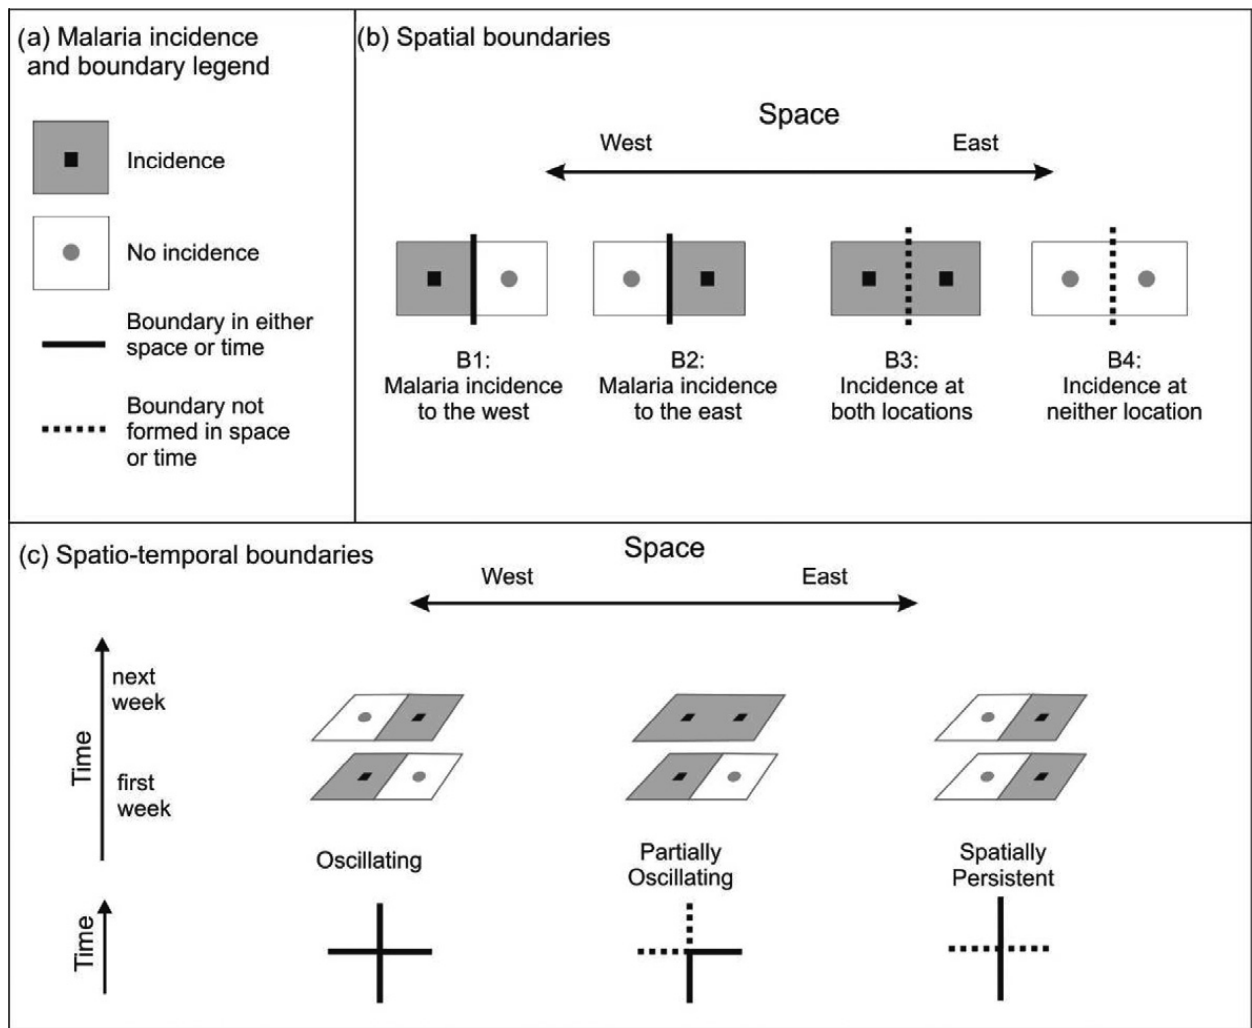 (a) Malaria incidence
and boundary legend
Incidence
No incidence
Boundary in either
space or time
Boundary not
formed in space
or time
(b) Spatial boundaries
Space
West
East
B1:
Malaria incidence
to the west
B2:
Malaria incidence
to the east
B3:
Incidence at
both locations
B4:
Incidence at
neither location
(c) Spatio-temporal boundaries
Space
West
East
Time
next
week
first
week
Oscillating
Partially
Oscillating
Spatially
Persistent
Time